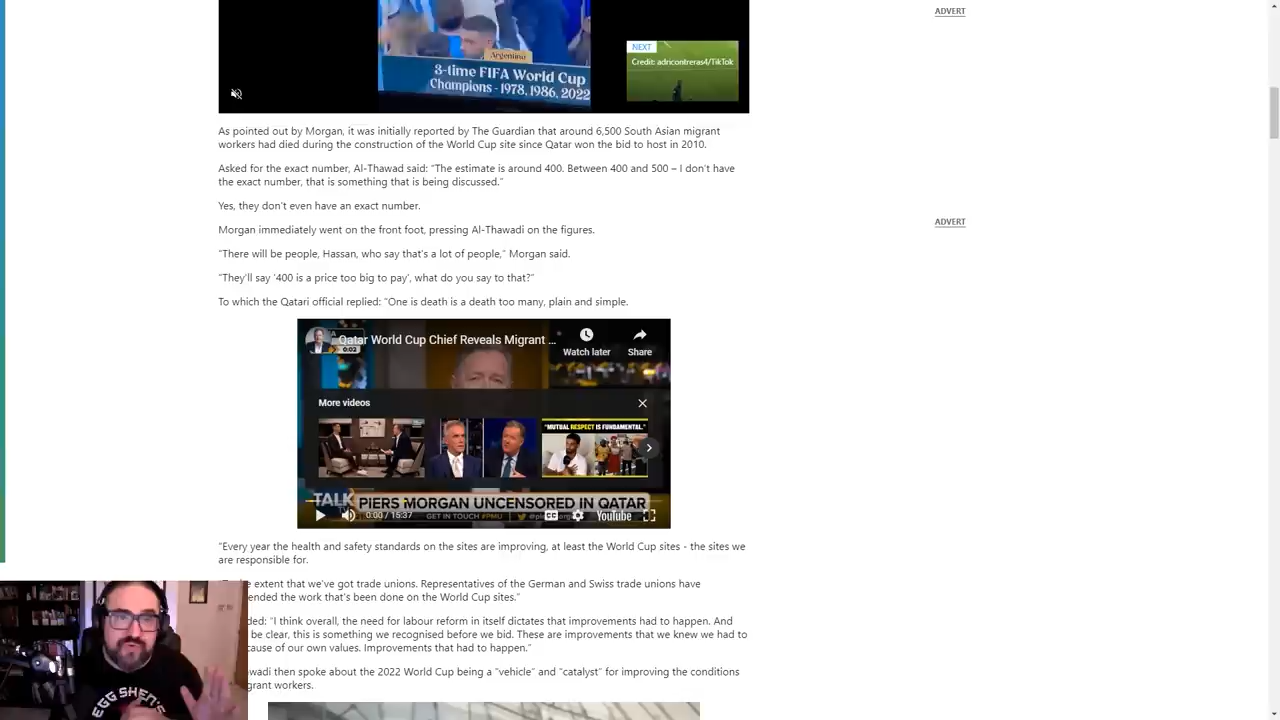 ADVERT
NEXT
Credit: adricontreras4/TikTok
Argentina
3-time FIFA World Cup
Champions - 1978, 1986, 2022
As pointed out by Morgan, it was initially reported by The Guardian that around 6,500 South Asian migrant
workers had died during the construction of the World Cup site since Qatar won the bid to host in 2010.
Asked for the exact number, Al-Thawad said: “The estimate is around 400. Between 400 and 500 – I don't have
the exact number, that is something that is being discussed.”
Yes, they don't even have an exact number.
ADVERT
Morgan immediately went on the front foot, pressing Al-Thawadi on the figures.
“There will be people, Hassan, who say that's a lot of people,” Morgan said.
“They'll say '400 is a price too big to pay', what do you say to that?”
To which the Qatari official replied: “One is death is a death too many, plain and simple.
Qatar World Cup Chief Reveals Migrant ...
0:02
Watch later
Share
More videos
"MUTUAL RESPECT IS FUNDAMENTAL."
TALK
PIERS MORGAN UNCENSORED IN QATAR
0:00 / 15:37
GET IN TOUCH #PMU
CC
YouTube
“Every year the health and safety standards on the sites are improving, at least the World Cup sites - the sites we
are responsible for.
extent that we've got trade unions. Representatives of the German and Swiss trade unions have
ended the work that's been done on the World Cup sites.”
ded: “I think overall, the need for labour reform in itself dictates that improvements had to happen. And
be clear, this is something we recognised before we bid. These are improvements that we knew we had to
cause of our own values. Improvements that had to happen.”
wadi then spoke about the 2022 World Cup being a “vehicle” and “catalyst” for improving the conditions
grant workers.
EGG SHEN'S